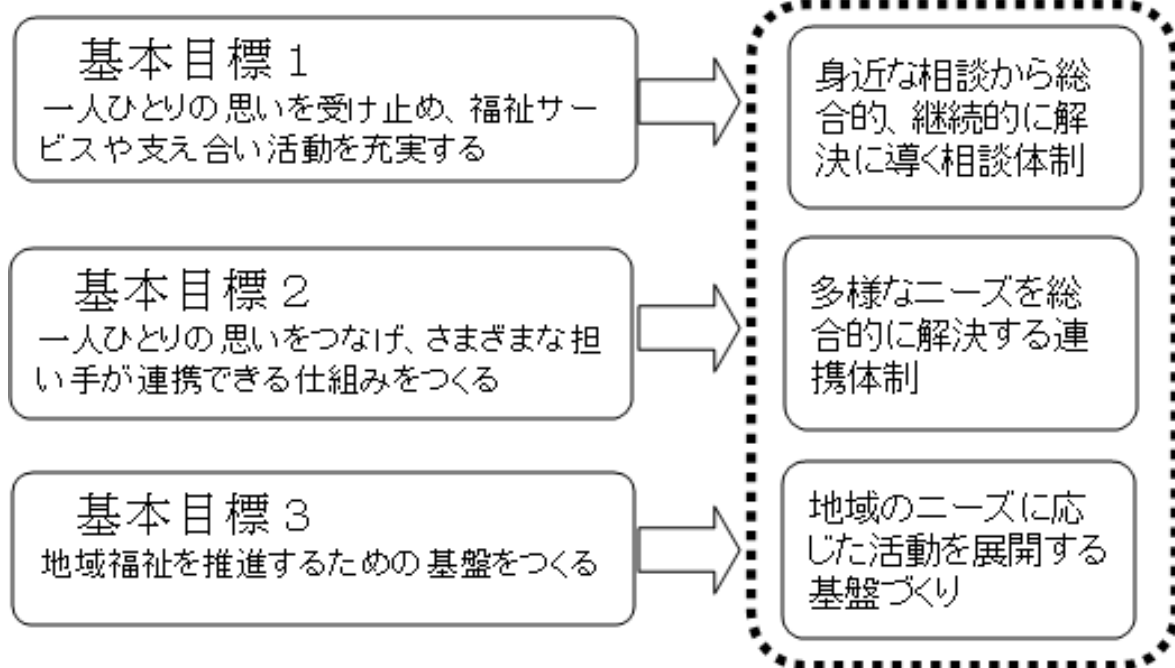 基本目標1
一人ひとりの思いを受け止め、福祉サー
ビスや支え合い活動を充実する
身近な相談から総
合的、継続的に解
決に導く相談体制
基本目標2
一人ひとりの思いをつなげ、さまざまな担
い手が連携できる仕組みをつくる
多様なニーズを総
合的に解決する連
携体制
基本目標3
地域福祉を推進するための基盤をつくる
地域のニーズに応
じた活動を展開する
基盤づくり